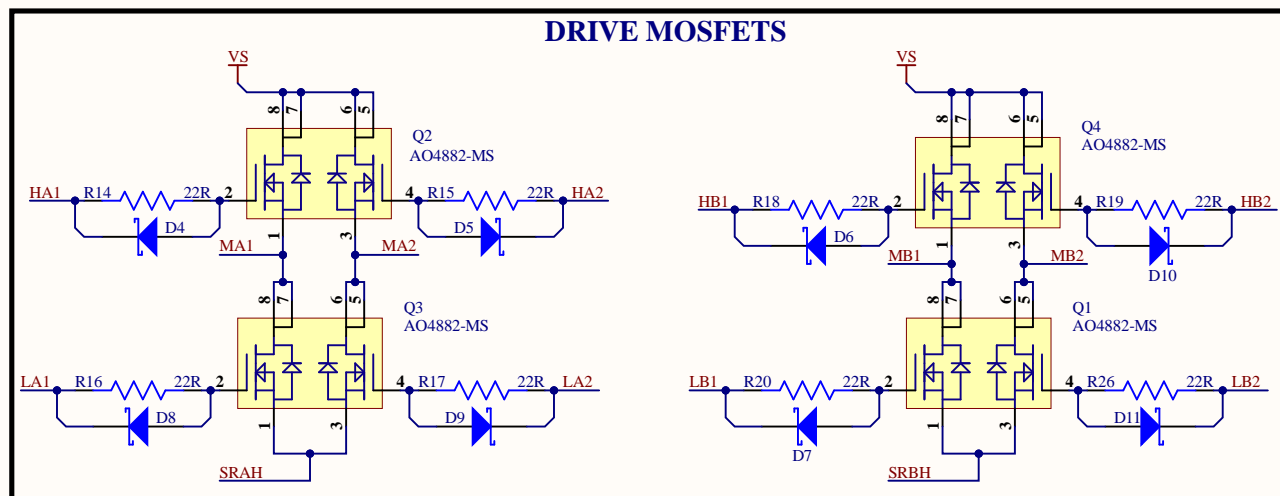 DRIVE MOSFETS
VS
8 7 6 5
Q2
AO4882-MS
HA1 R14 22R 2
4 R15 22R HA2
D4
D5
1 3
MA1
MA2
8 7 6 5
Q3
AO4882-MS
LA1 R16 22R 2
4 R17 22R LA2
D8
D9
1 3
SRAH
VS
8 7 6 5
Q4
AO4882-MS
HB1 R18 22R 2
4 R19 22R HB2
D6
D10
1 3
MB1
MB2
8 7 6 5
Q1
AO4882-MS
LB1 R20 22R 2
4 R26 22R LB2
D7
D11
1 3
SRBH